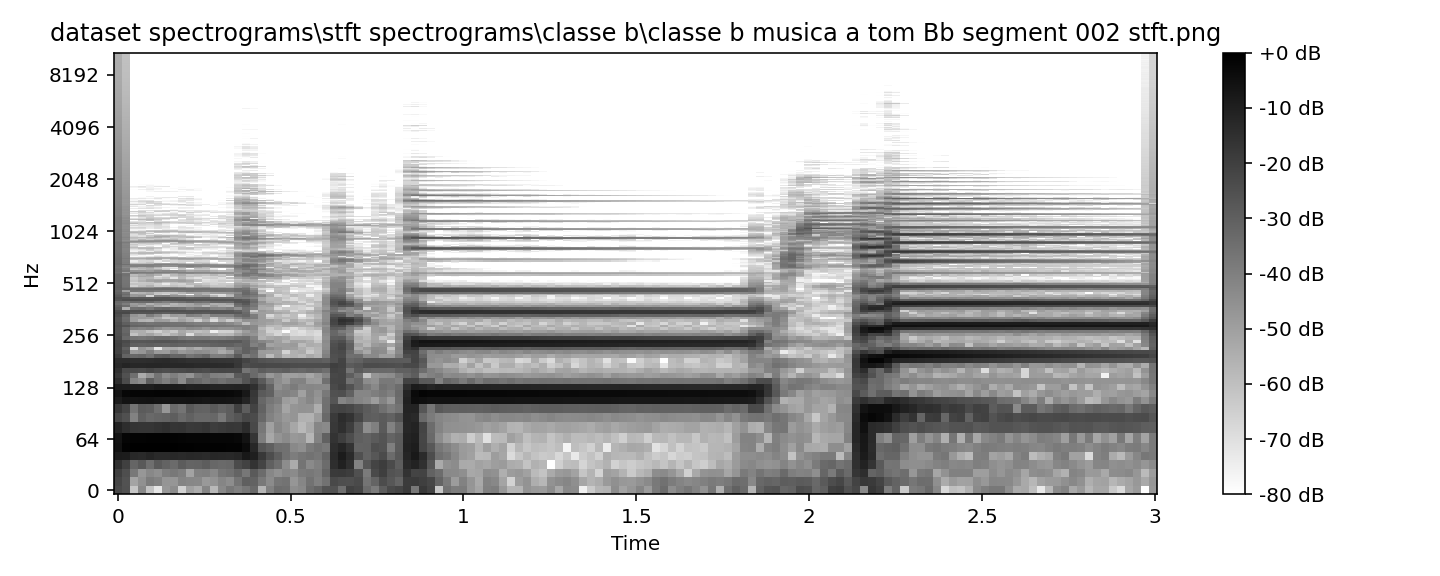 dataset spectrograms\stft spectrograms\classe b\classe b musica a tom Bb segment 002 stft.png
8192
4096
2048
1024
512
256
128
64
0
Hz
0
0.5
1
1.5
2
2.5
3
Time
+0 dB
-10 dB
-20 dB
-30 dB
-40 dB
-50 dB
-60 dB
-70 dB
-80 dB